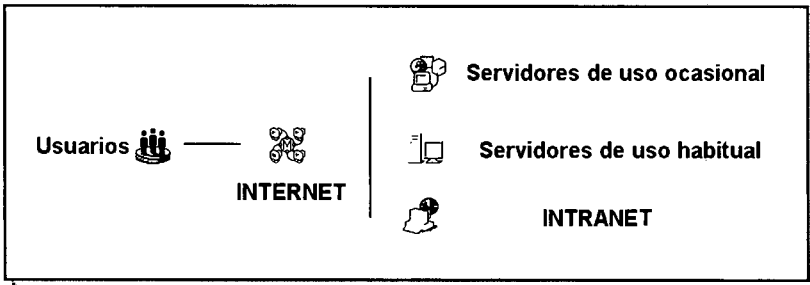 Servidores de uso ocasional
Usuarios
M
Servidores de uso habitual
INTERNET
INTRANET